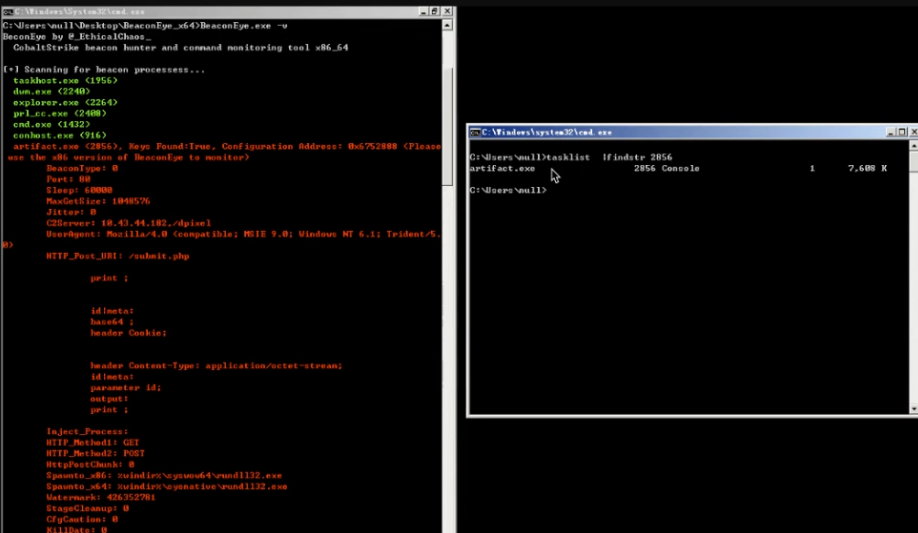 C:\Windows\System32\cmd.exe
C:\Users\null\Desktop\BeaconEye_x64>BeaconEye.exe -v
BeconEye by @_EthicalChaos_
CobaltStrike beacon hunter and command monitoring tool x86_64
[+] Scanning for beacon processess...
taskhost.exe (1956)
dwm.exe (2240)
explorer.exe (2264)
prl_cc.exe (2408)
cmd.exe (1432)
conhost.exe (916)
artifact.exe (2856), Keys Found:True, Configuration Address: 0x6752888 (Please
use the x86 version of BeaconEye to monitor)
BeaconType: 0
Port: 80
Sleep: 60000
MaxGetSize: 1048576
Jitter: 0
C2Server: 10.43.44.182,/dpixel
UserAgent: Mozilla/4.0 (compatible; MSIE 9.0; Windows NT 6.1; Trident/5.
0)
HTTP_Post_URI: /submit.php
print ;
id|meta:
base64 ;
header Cookie;
header Content-Type: application/octet-stream;
id|meta:
parameter id;
output:
print ;
Inject_Process:
HTTP_Method1: GET
HTTP_Method2: POST
HttpPostChunk: 0
Spawnto_x86: %windir%\syswow64\rundll32.exe
Spawnto_x64: %windir%\sysnative\rundll32.exe
Watermark: 426352781
StageCleanup: 0
CfgCaution: 0
KillDate: 0
C:\Windows\system32\cmd.exe
C:\Users\null>tasklist |findstr 2856
artifact.exe 2856 Console 1 7,608 K
C:\Users\null>